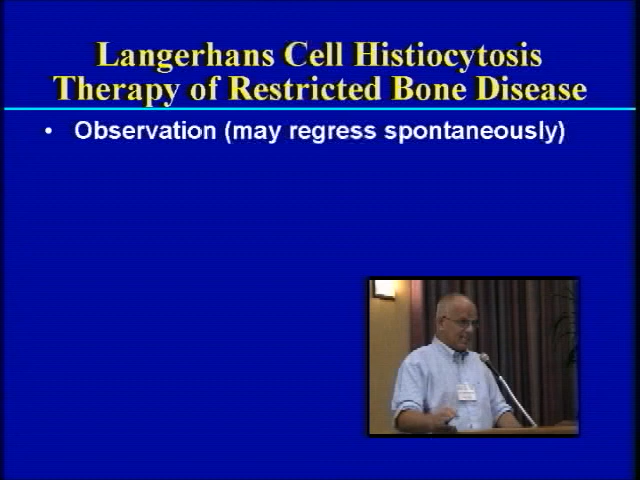 Langerhans Cell Histiocytosis
Therapy of Restricted Bone Disease
• Observation (may regress spontaneously)